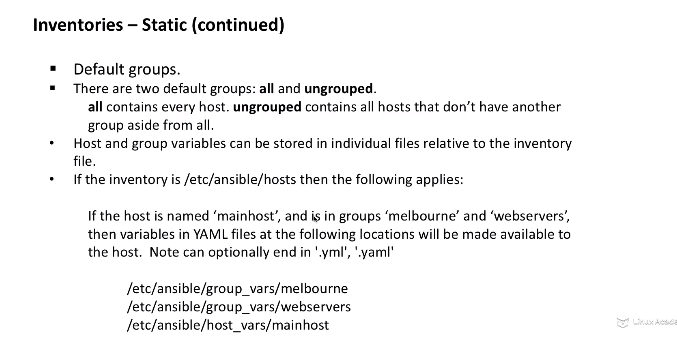 Inventories – Static (continued)
▪ Default groups.
▪ There are two default groups: all and ungrouped.
all contains every host. ungrouped contains all hosts that don’t have another
group aside from all.
• Host and group variables can be stored in individual files relative to the inventory
file.
• If the inventory is /etc/ansible/hosts then the following applies:
If the host is named ‘mainhost’, and is in groups ‘melbourne’ and ‘webservers’,
then variables in YAML files at the following locations will be made available to
the host. Note can optionally end in '.yml', '.yaml'
/etc/ansible/group_vars/melbourne
/etc/ansible/group_vars/webservers
/etc/ansible/host_vars/mainhost
Linux Acade